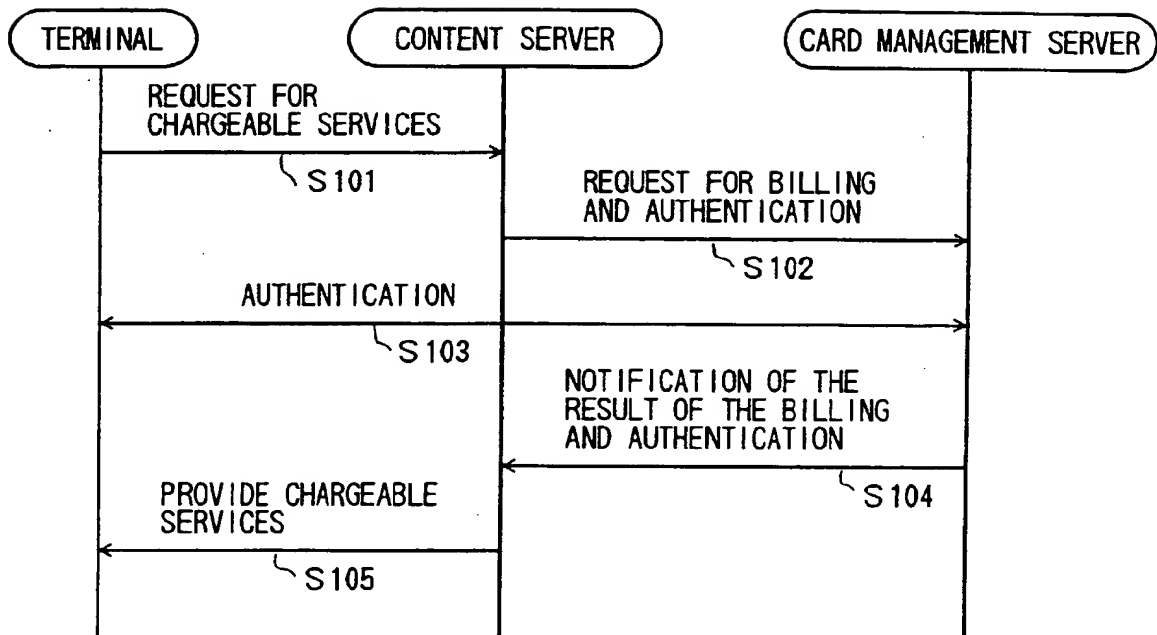 TERMINAL
CONTENT SERVER
CARD MANAGEMENT SERVER
REQUEST FOR
CHARGEABLE SERVICES
S101
REQUEST FOR BILLING
AND AUTHENTICATION
S102
AUTHENTICATION
S103
NOTIFICATION OF THE
RESULT OF THE BILLING
AND AUTHENTICATION
S104
PROVIDE CHARGEABLE
SERVICES
S105